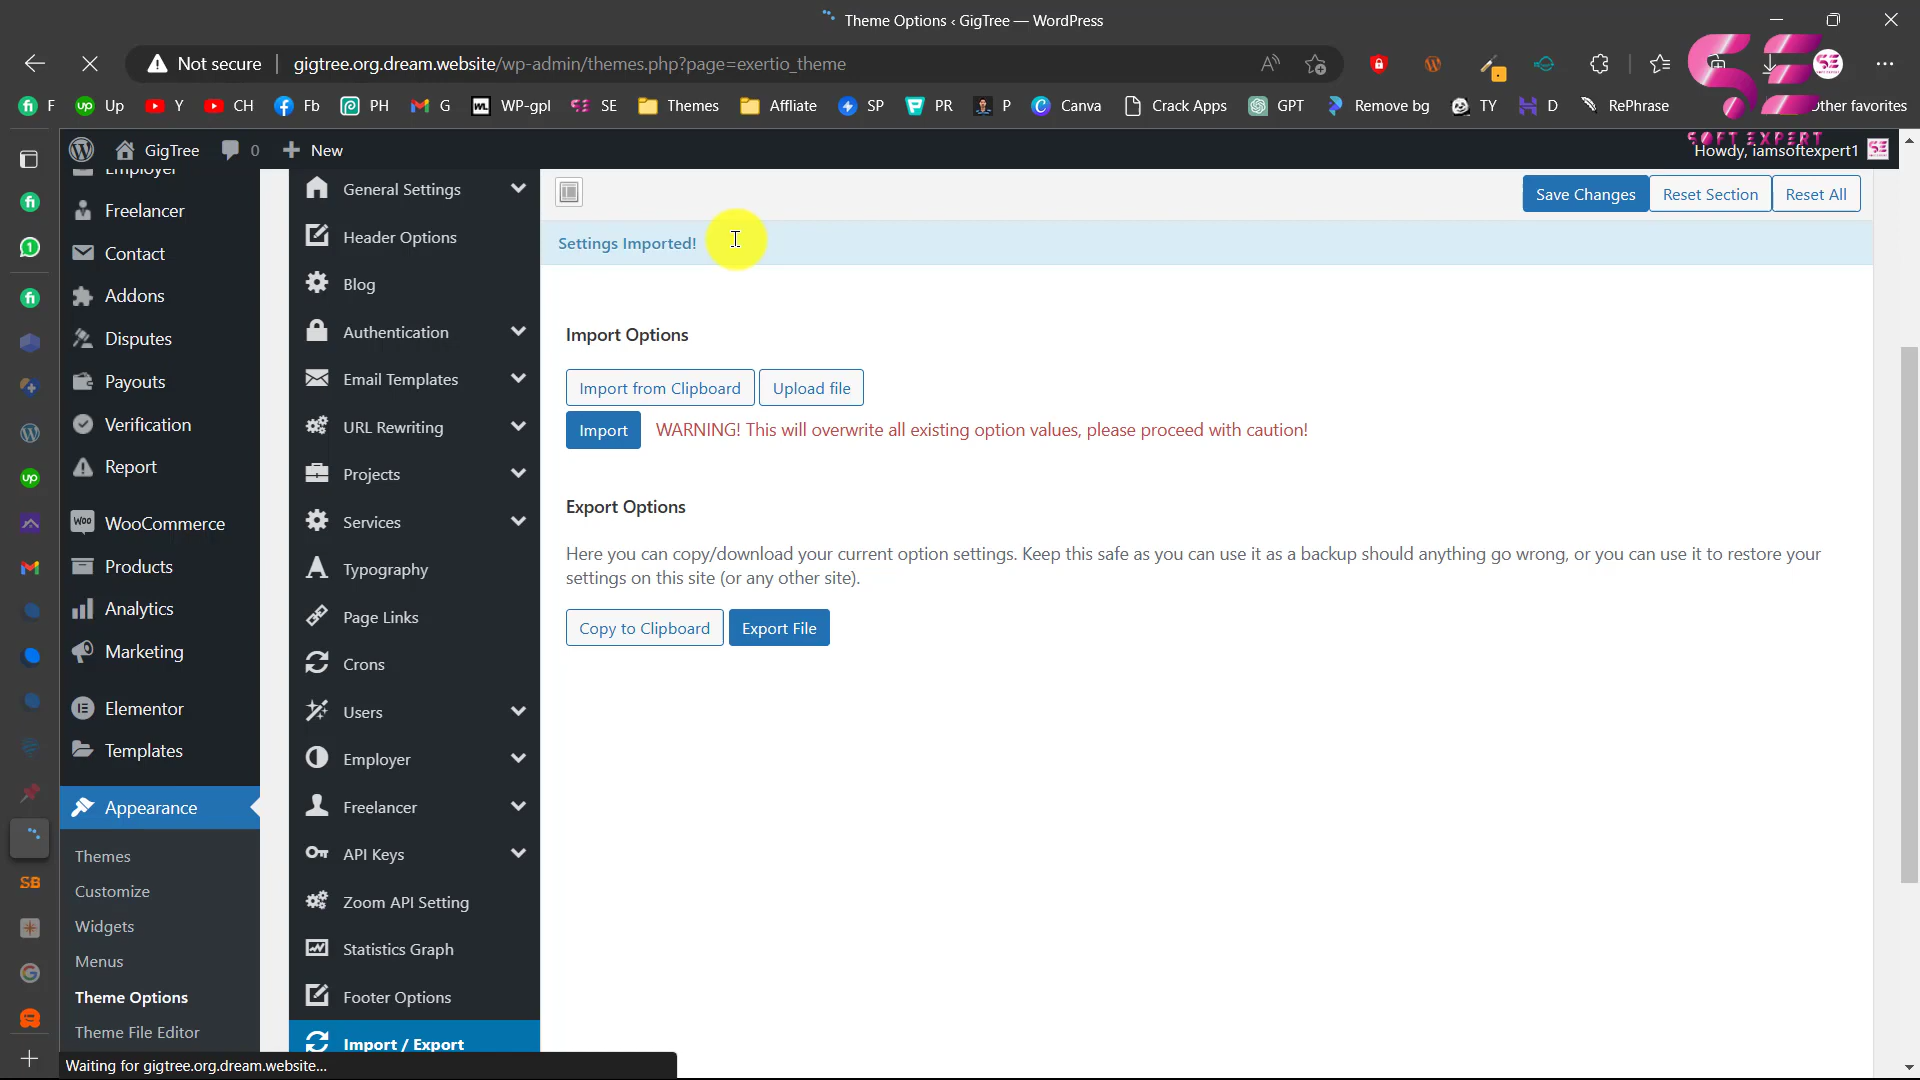 Theme Options ‹ GigTree — WordPress
Not secure
gigtree.org.dream.website/wp-admin/themes.php?page=exertio_theme
F
Up
Y
CH
Fb
PH
G
WP-gpl
SE
Themes
Affliate
SP
PR
P
Canva
Crack Apps
GPT
Remove bg
TY
D
RePhrase
Other favorites
SOFT EXPERT
GigTree
0
New
Howdy, iamsoftexpert1
Employer
Freelancer
Contact
Addons
Disputes
Payouts
Verification
Report
WooCommerce
Products
Analytics
Marketing
Elementor
Templates
Appearance
Themes
Customize
Widgets
Menus
Theme Options
Theme File Editor
General Settings
Header Options
Blog
Authentication
Email Templates
URL Rewriting
Projects
Services
Typography
Page Links
Crons
Users
Employer
Freelancer
API Keys
Zoom API Setting
Statistics Graph
Footer Options
Import / Export
Save Changes
Reset Section
Reset All
Settings Imported!
Import Options
Import from Clipboard
Upload file
Import
WARNING! This will overwrite all existing option values, please proceed with caution!
Export Options
Here you can copy/download your current option settings. Keep this safe as you can use it as a backup should anything go wrong, or you can use it to restore your
settings on this site (or any other site).
Copy to Clipboard
Export File
Waiting for gigtree.org.dream.website...